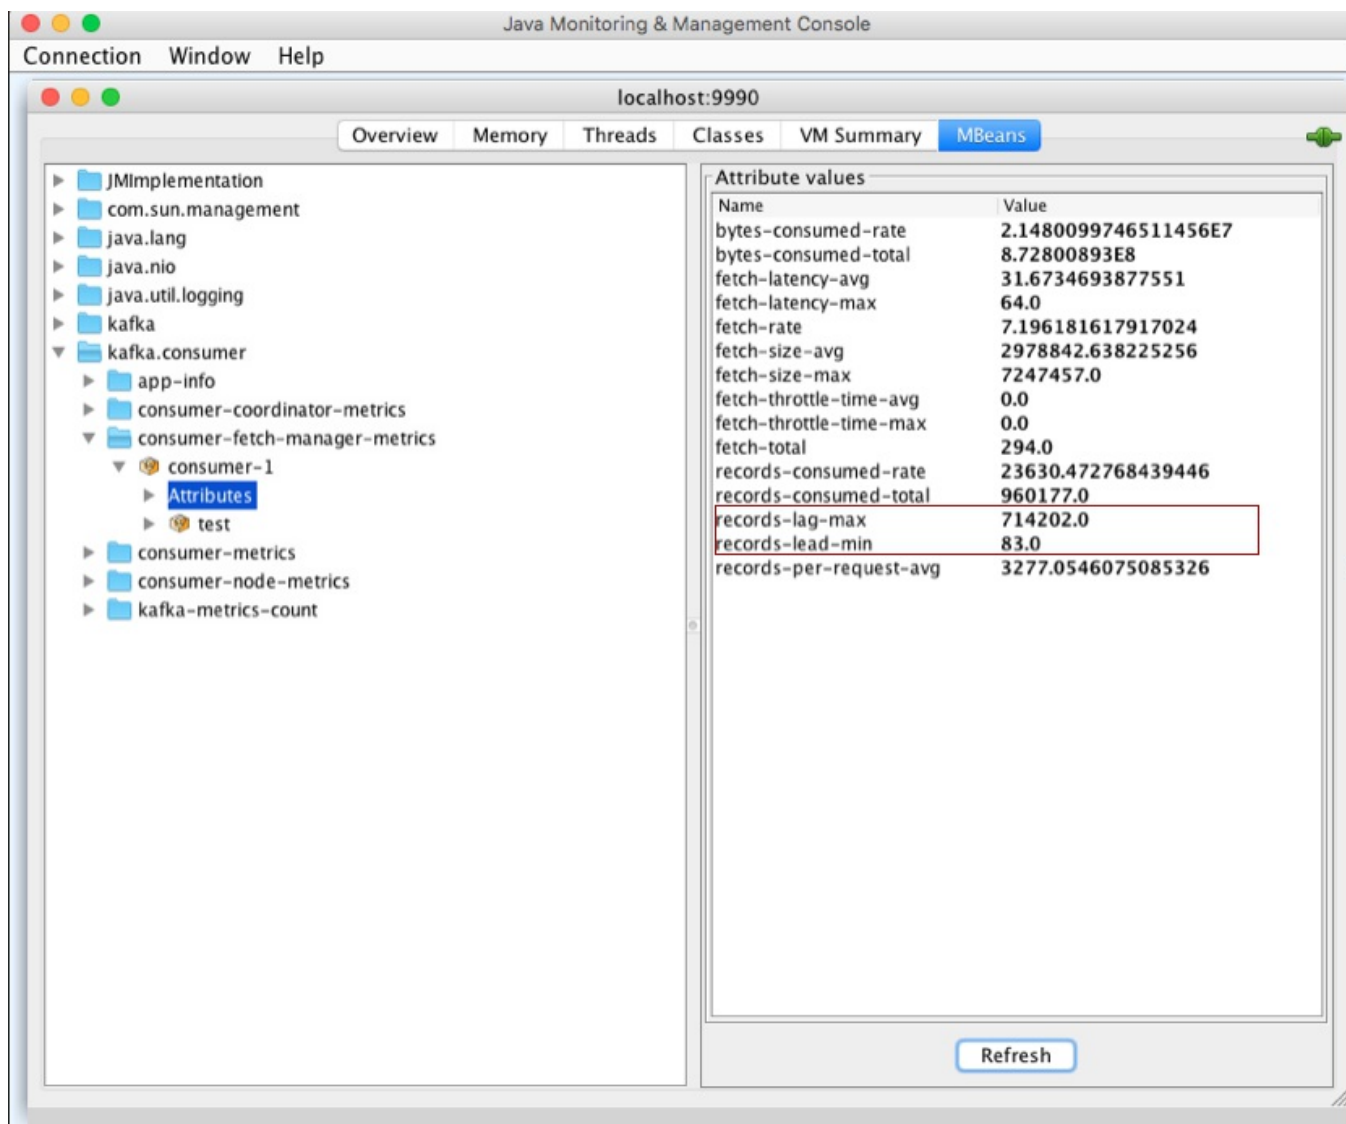 Java Monitoring & Management Console
Connection Window Help
localhost:9990
Overview Memory Threads Classes VM Summary MBeans
JMImplementation
com.sun.management
java.lang
java.nio
java.util.logging
kafka
kafka.consumer
app-info
consumer-coordinator-metrics
consumer-fetch-manager-metrics
consumer-1
Attributes
test
consumer-metrics
consumer-node-metrics
kafka-metrics-count
Attribute values
Name Value
bytes-consumed-rate 2.1480099746511456E7
bytes-consumed-total 8.72800893E8
fetch-latency-avg 31.6734693877551
fetch-latency-max 64.0
fetch-rate 7.196181617917024
fetch-size-avg 2978842.638225256
fetch-size-max 7247457.0
fetch-throttle-time-avg 0.0
fetch-throttle-time-max 0.0
fetch-total 294.0
records-consumed-rate 23630.472768439446
records-consumed-total 960177.0
records-lag-max 714202.0
records-lead-min 83.0
records-per-request-avg 3277.0546075085326
Refresh